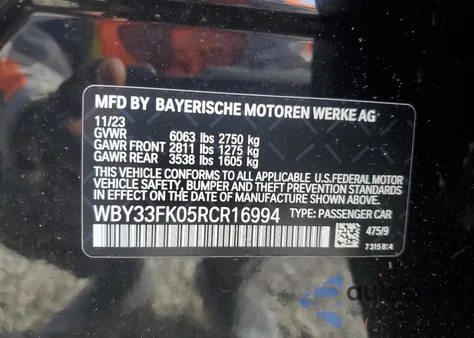 MFD BY BAYERISCHE MOTOREN WERKE AG
11/23
GVWR 6063 lbs 2750 kg
GAWR FRONT 2811 lbs 1275 kg
GAWR REAR 3538 lbs 1605 kg
THIS VEHICLE CONFORMS TO ALL APPLICABLE
U.S.FEDERAL MOTOR
VEHICLE SAFETY, BUMPER AND THEFT PREVENTION
STANDARDS IN EFFECT ON THE DATE OF
MANUFACTURE SHOWN ABOVE.
WBY33FK05RCR16994 TYPE: PASSENGER CAR
475/9